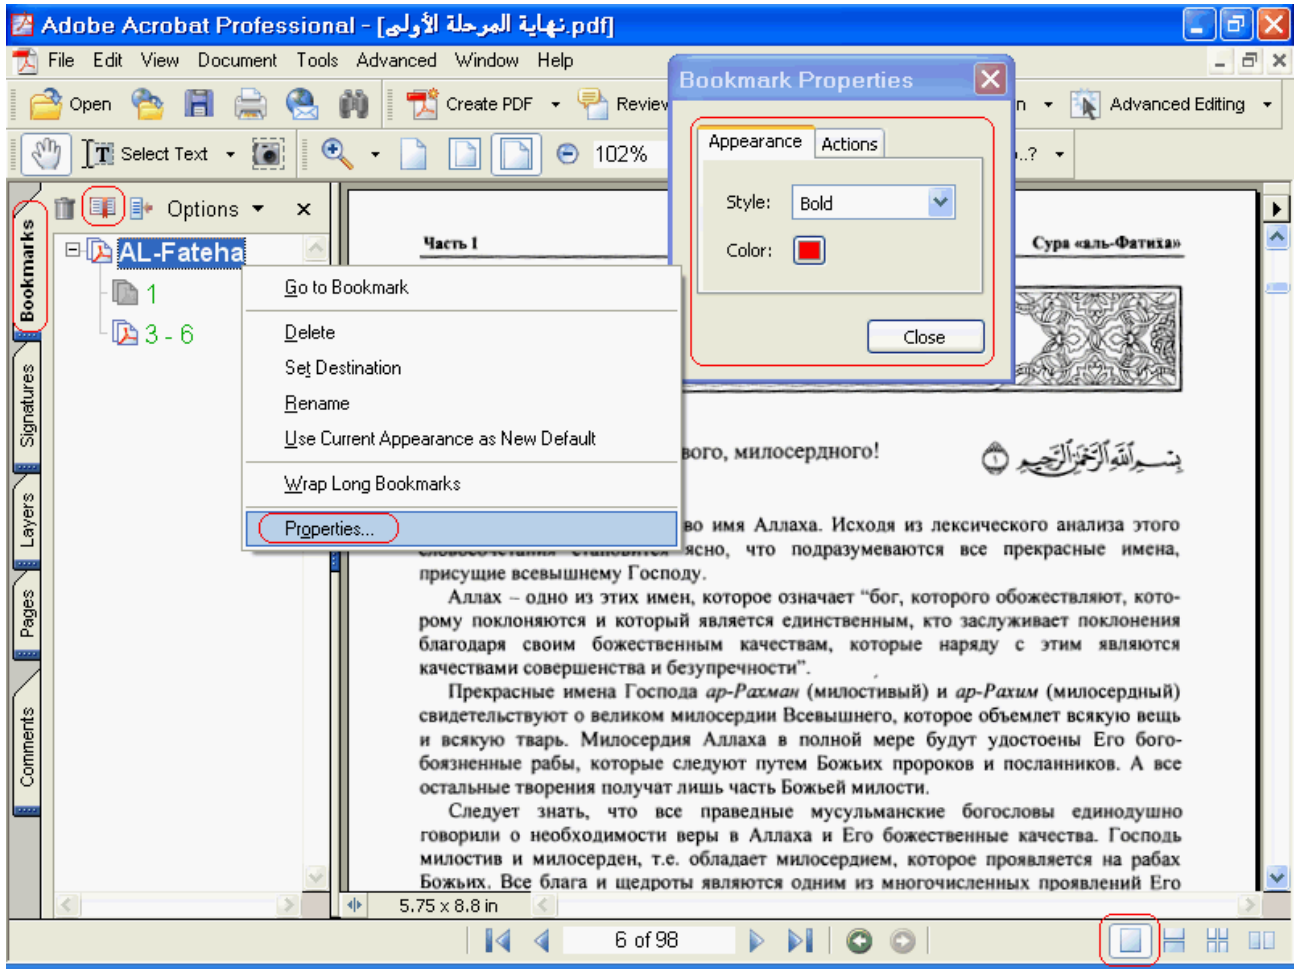 Adobe Acrobat Professional - [نهاية المرحلة الأولى.pdf]
File Edit View Document Tools Advanced Window Help
Open Create PDF Review n Advanced Editing
Select Text 102% ..?
Bookmark Properties
Appearance Actions
Style: Bold
Color:
Close
Bookmarks
Signatures
Layers
Pages
Comments
Options
AL-Fateha
1
3 - 6
Go to Bookmark
Delete
Set Destination
Rename
Use Current Appearance as New Default
Wrap Long Bookmarks
Properties...
Часть 1 Сура «аль-Фатиха»
вого, милосердного! بِسْمِ ٱللَّهِ ٱلرَّحْمَٰنِ ٱلرَّحِيمِ ١
во имя Аллаха. Исходя из лексического анализа этого
словосочетания становится ясно, что подразумеваются все прекрасные имена,
присущие всевышнему Господу.
Аллах – одно из этих имен, которое означает “бог, которого обожествляют, кото-
рому поклоняются и который является единственным, кто заслуживает поклонения
благодаря своим божественным качествам, которые наряду с этим являются
качествами совершенства и безупречности”.
Прекрасные имена Господа ар-Рахман (милостивый) и ар-Рахим (милосердный)
свидетельствуют о великом милосердии Всевышнего, которое объемлет всякую вещь
и всякую тварь. Милосердия Аллаха в полной мере будут удостоены Его бого-
боязненные рабы, которые следуют путем Божьих пророков и посланников. А все
остальные творения получат лишь часть Божьей милости.
Следует знать, что все праведные мусульманские богословы единодушно
говорили о необходимости веры в Аллаха и Его божественные качества. Господь
милостив и милосерден, т.е. обладает милосердием, которое проявляется на рабах
Божьих. Все блага и щедроты являются одним из многочисленных проявлений Его
5.75 x 8.8 in
6 of 98